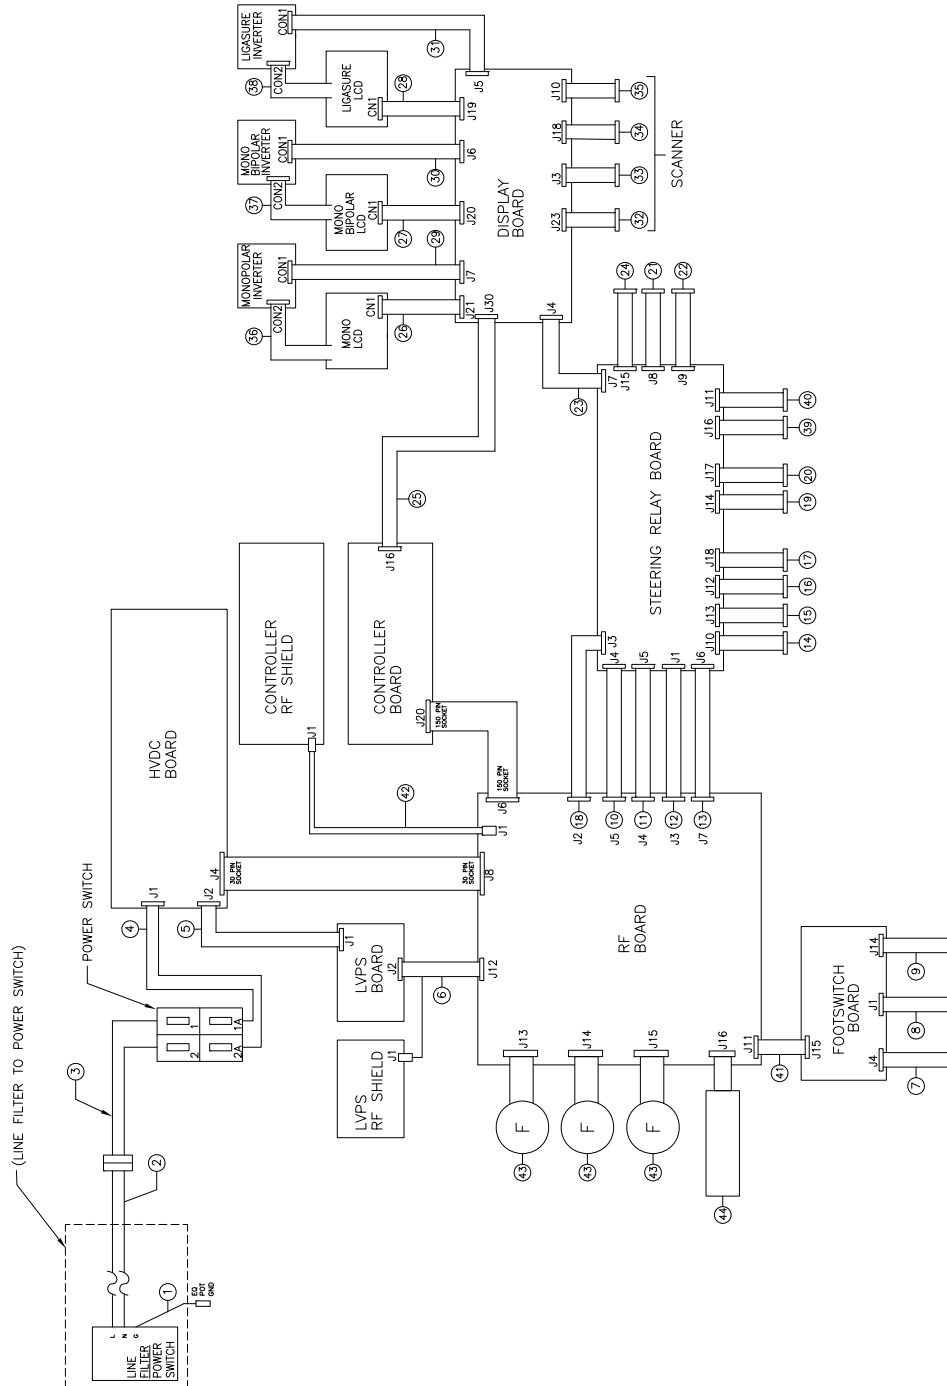 (LINE FILTER TO POWER SWITCH)
LINE
FILTER
POWER
SWITCH
L
N
G
1
EQ
POT
GND
2
3
POWER SWITCH
2
1
2A
1A
4
5
J1
J2
HVDC
BOARD
J4
30 PIN
SOCKET
30 PIN
SOCKET
J8
LVPS
RF SHIELD
J1
LVPS
BOARD
J1
J2
6
J12
CONTROLLER
RF SHIELD
J1
42
J1
CONTROLLER
BOARD
J20
150 PIN
SOCKET
150 PIN
SOCKET
J6
J16
25
RF
BOARD
J13
J14
J15
J16
F
F
F
43
43
43
44
J11
41
J15
FOOTSWITCH
BOARD
J4
J1
J14
7
8
9
J2
18
J5
10
J4
11
J3
12
J7
13
J3
J4
J5
J1
J6
STEERING RELAY BOARD
J10
J13
J12
J18
J14
J17
J16
J11
14
15
16
17
19
20
39
40
J7
J15
J8
J9
23
24
21
22
J4
DISPLAY
BOARD
J30
J21
J7
J20
J6
J19
J5
J23
J3
J18
J10
32
33
34
35
SCANNER
MONO
LCD
CN1
26
MONOPOLAR
INVERTER
CON2
CON1
36
29
MONO
BIPOLAR
LCD
CN1
27
MONO
BIPOLAR
INVERTER
CON2
CON1
37
30
LIGASURE
LCD
CN1
28
LIGASURE
INVERTER
CON2
CON1
38
31